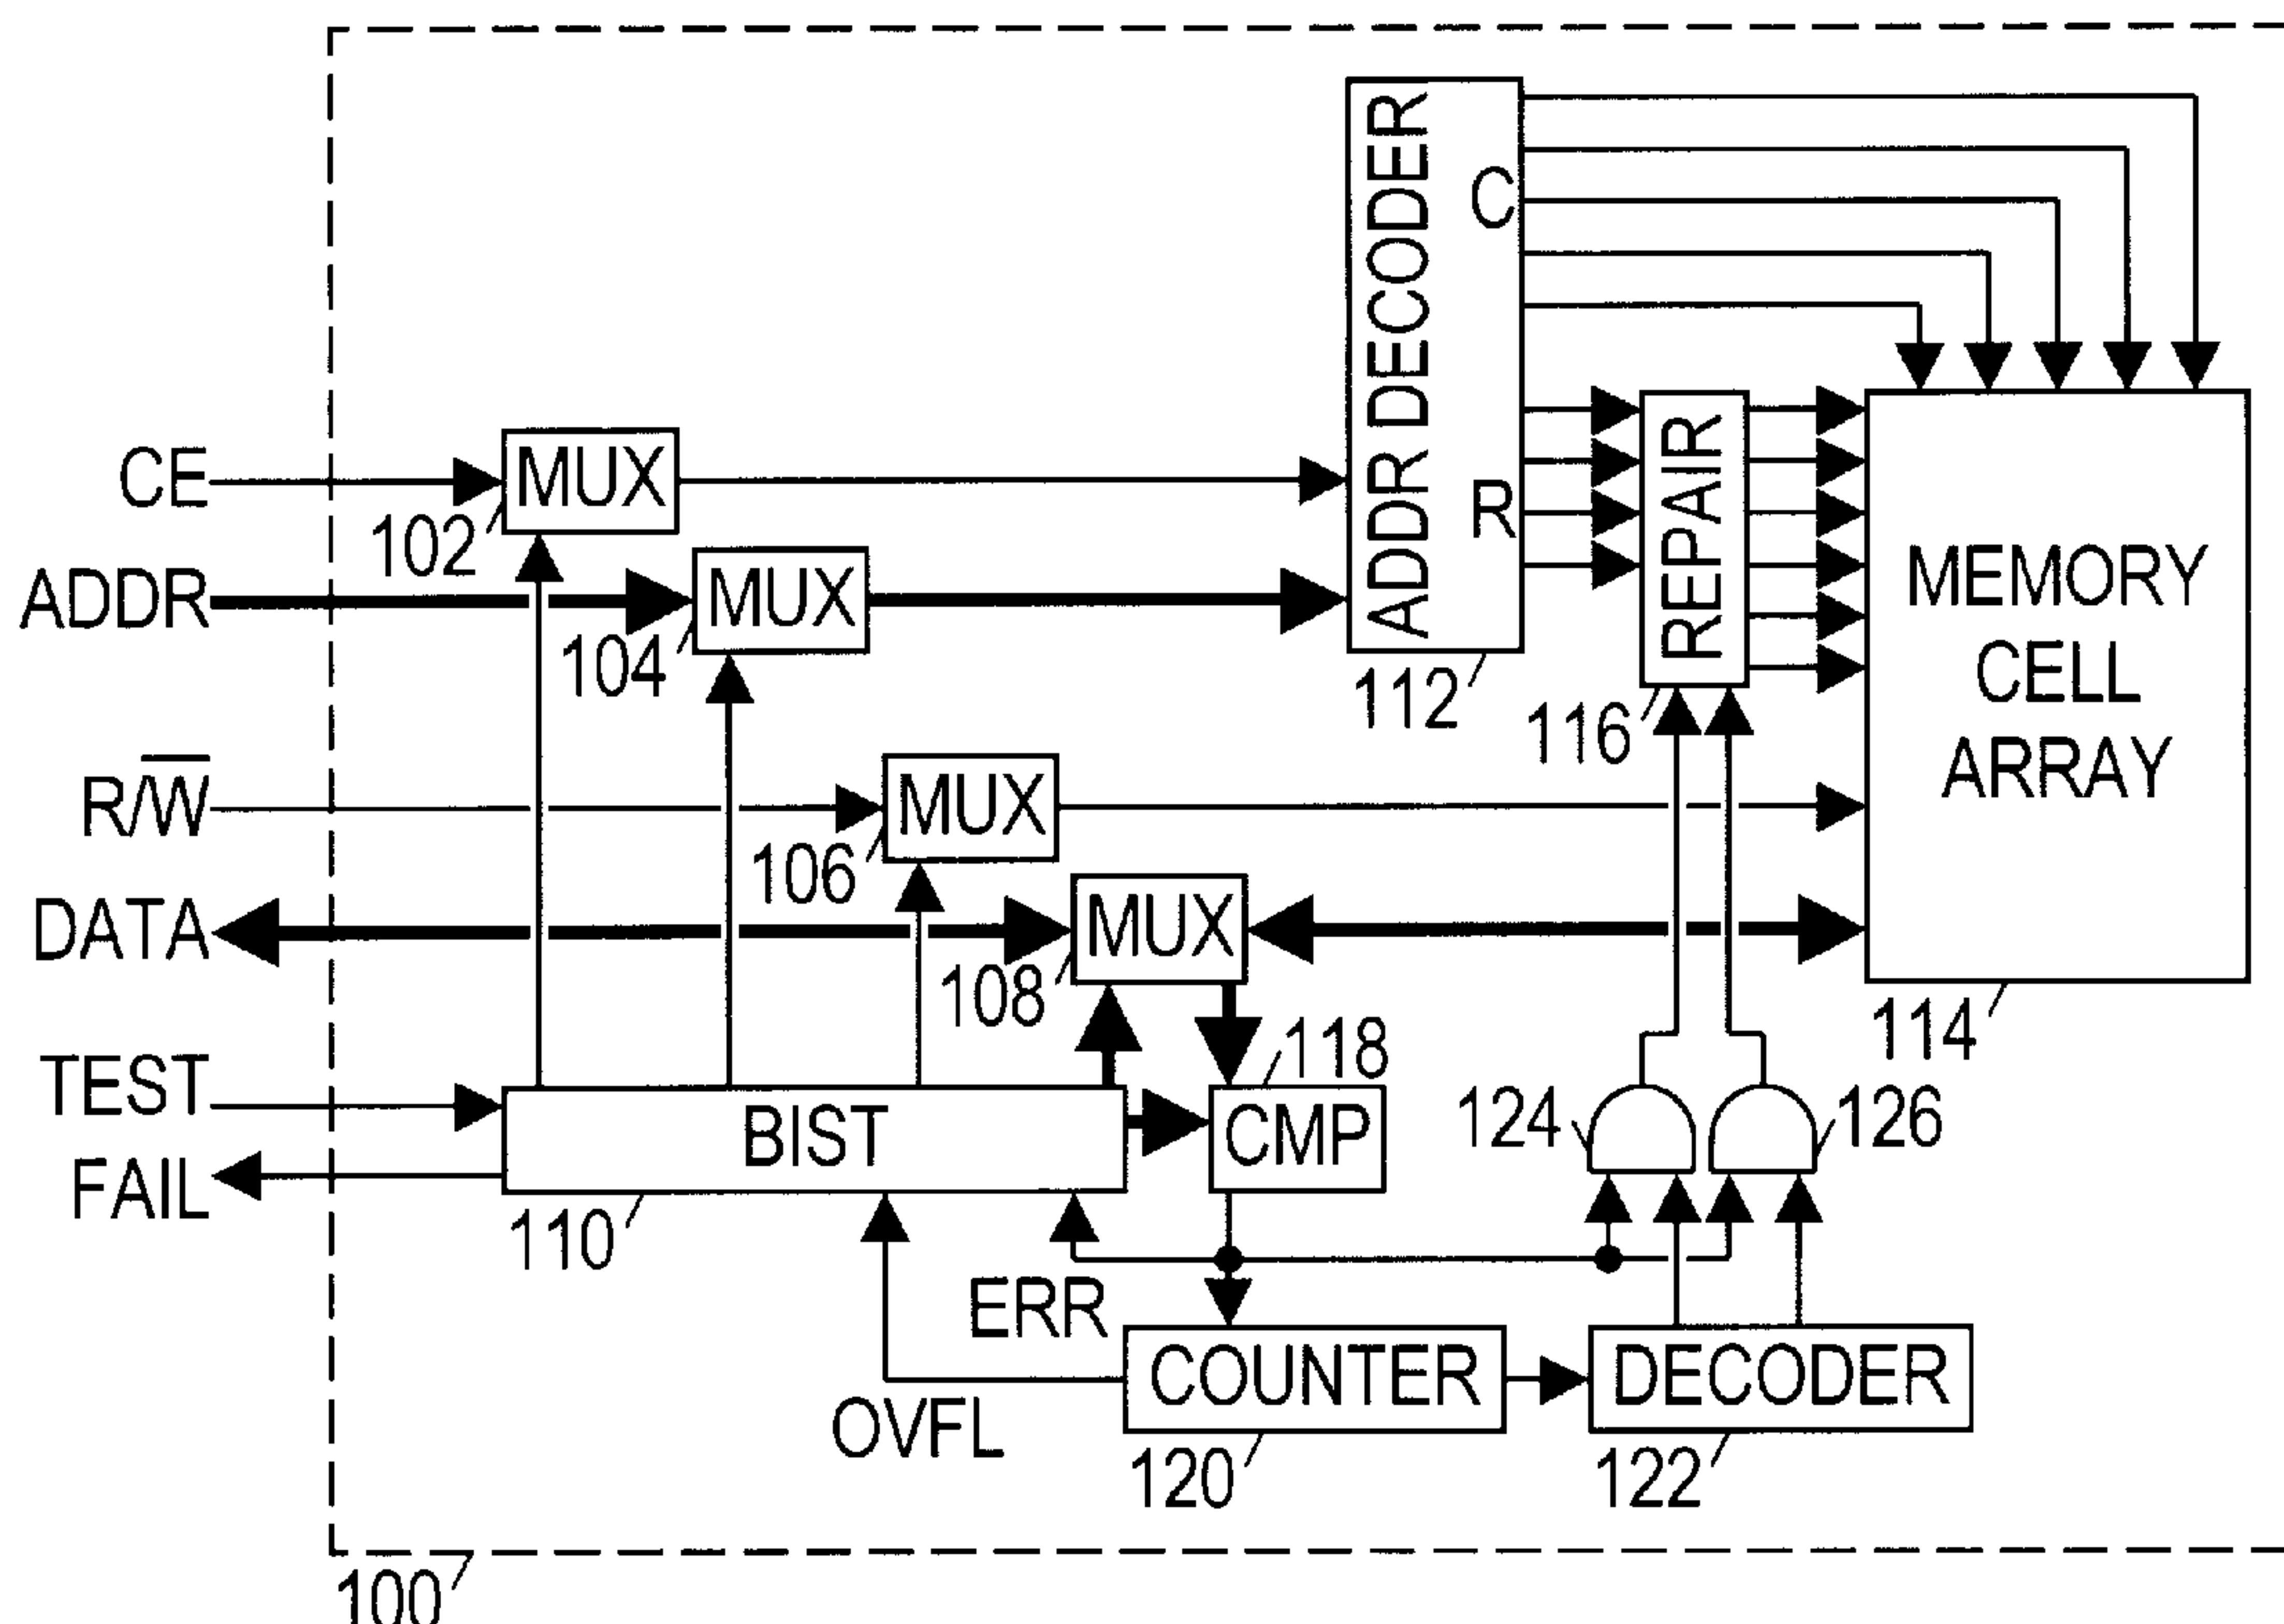 ADDR DECODER
C
R
CE
MUX
102
ADDR
MUX
104
112
REPAIR
116
MEMORY
CELL
ARRAY
R/W̅
MUX
106
DATA
MUX
108
114
TEST
BIST
118
CMP
124
126
FAIL
110
ERR
COUNTER
DECODER
OVFL
120
122
100